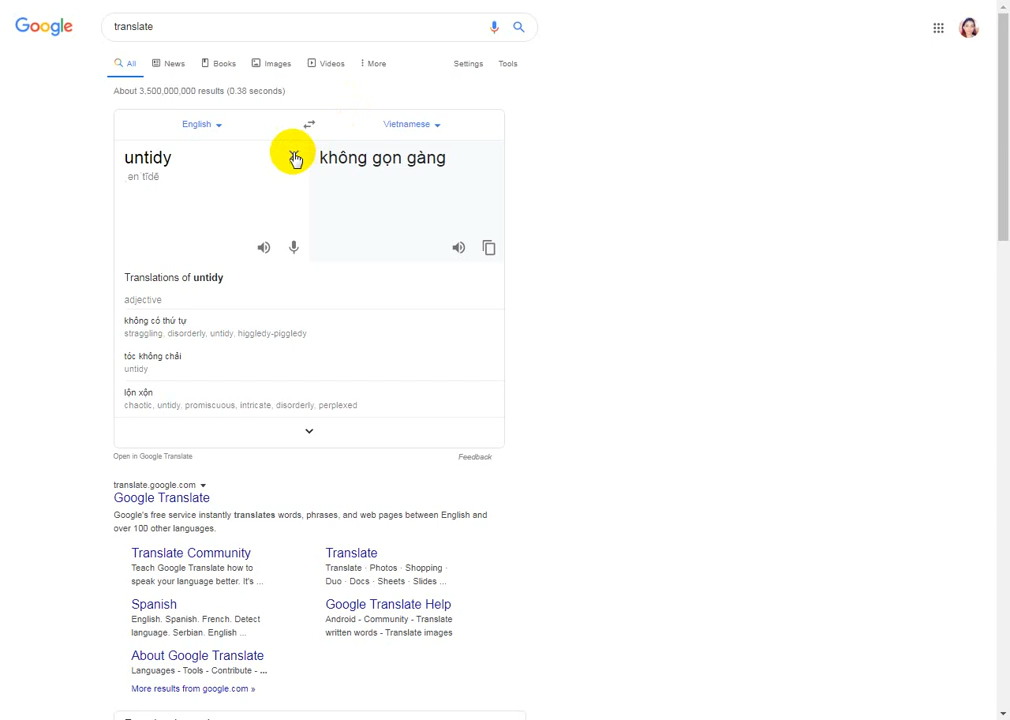 Google
translate
All News Books Images Videos More Settings Tools
About 3,500,000,000 results (0.38 seconds)
English Vietnamese
untidy không gọn gàng
ˌən ˈtīdē
Translations of untidy
adjective
không có thứ tự
straggling, disorderly, untidy, higgledy-piggledy
tóc không chải
untidy
lộn xộn
chaotic, untidy, promiscuous, intricate, disorderly, perplexed
Open in Google Translate Feedback
translate.google.com
Google Translate
Google's free service instantly translates words, phrases, and web pages between English and
over 100 other languages.
Translate Community
Teach Google Translate how to
speak your language better. It's ...
Translate
Translate · Photos · Shopping ·
Duo · Docs · Sheets · Slides ...
Spanish
English. Spanish. French. Detect
language. Serbian. English ...
Google Translate Help
Android - Community - Translate
written words - Translate images
About Google Translate
Languages - Tools - Contribute - ...
More results from google.com »